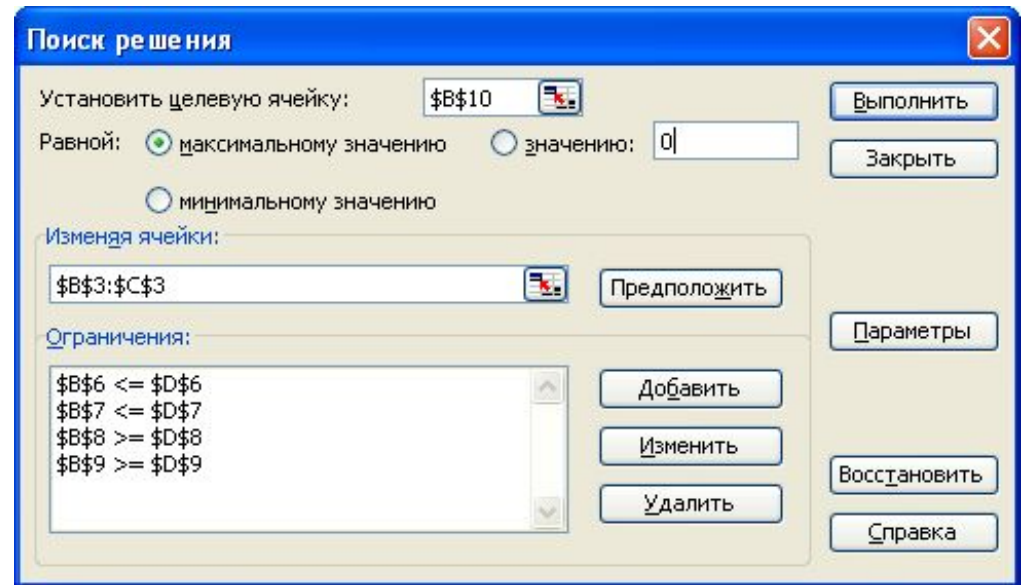 Поиск решения
Установить целевую ячейку: $B$10
Выполнить
Равной: максимальному значению значению: 0
Закрыть
минимальному значению
Изменяя ячейки:
$B$3:$C$3
Предположить
Ограничения:
Параметры
$B$6 <= $D$6
$B$7 <= $D$7
$B$8 >= $D$8
$B$9 >= $D$9
Добавить
Изменить
Удалить
Восстановить
Справка